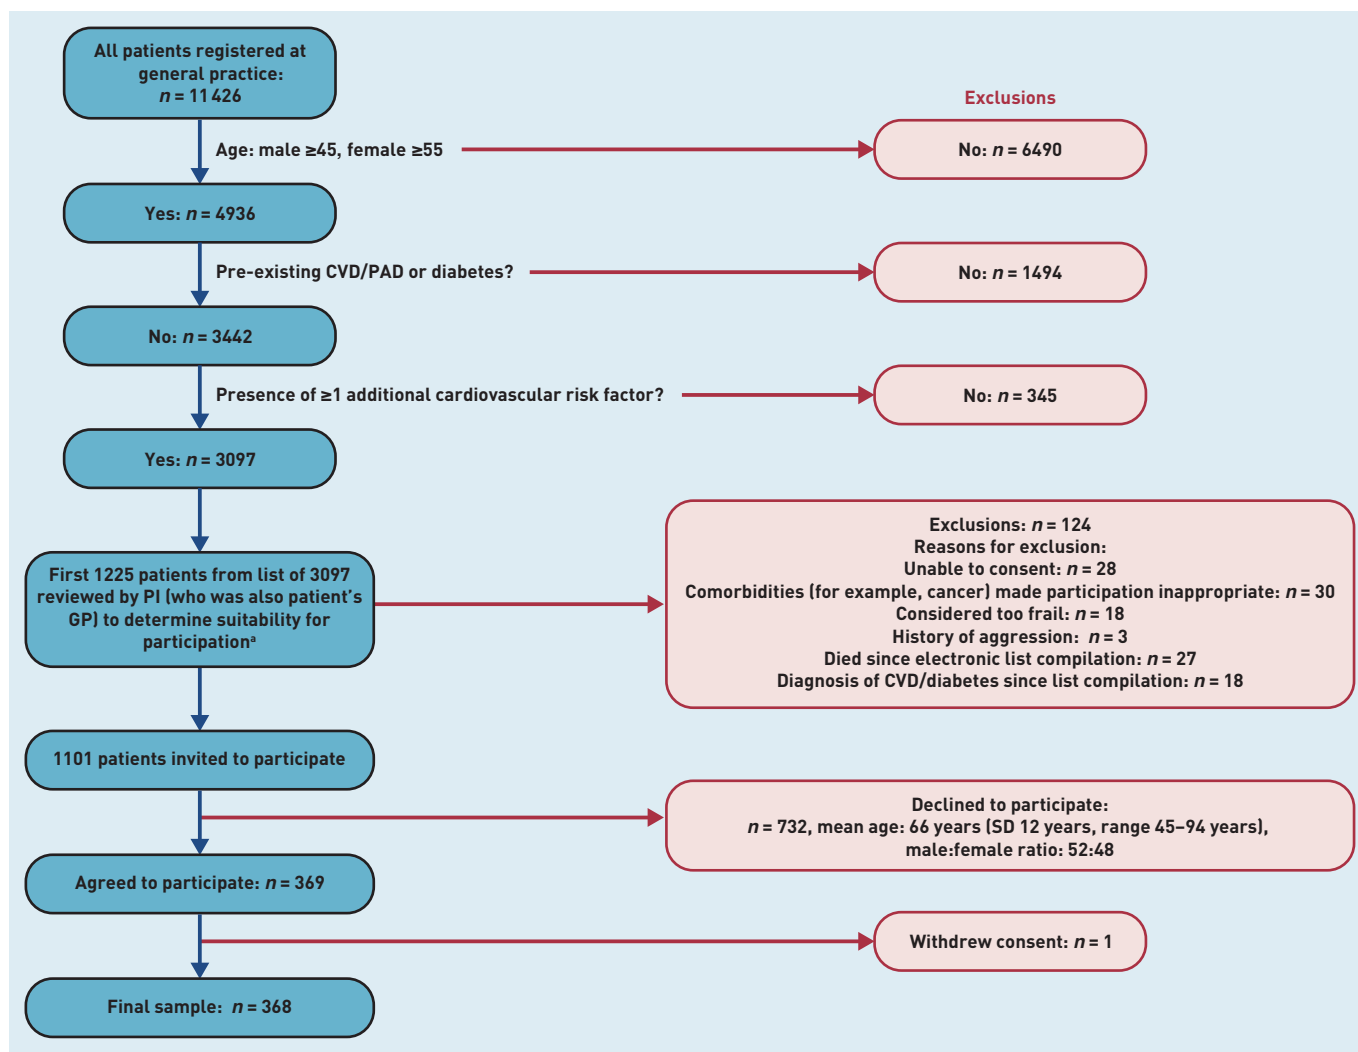 All patients registered at
general practice:
n = 11 426
Exclusions
Age: male ≥45, female ≥55
No: n = 6490
Yes: n = 4936
Pre-existing CVD/PAD or diabetes?
No: n = 1494
No: n = 3442
Presence of ≥1 additional cardiovascular risk factor?
No: n = 345
Yes: n = 3097
First 1225 patients from list of 3097
reviewed by PI (who was also patient's
GP) to determine suitability for
participationᵃ
Exclusions: n = 124
Reasons for exclusion:
Unable to consent: n = 28
Comorbidities (for example, cancer) made participation inappropriate: n = 30
Considered too frail: n = 18
History of aggression: n = 3
Died since electronic list compilation: n = 27
Diagnosis of CVD/diabetes since list compilation: n = 18
1101 patients invited to participate
Declined to participate:
n = 732, mean age: 66 years (SD 12 years, range 45–94 years),
male:female ratio: 52:48
Agreed to participate: n = 369
Withdrew consent: n = 1
Final sample: n = 368